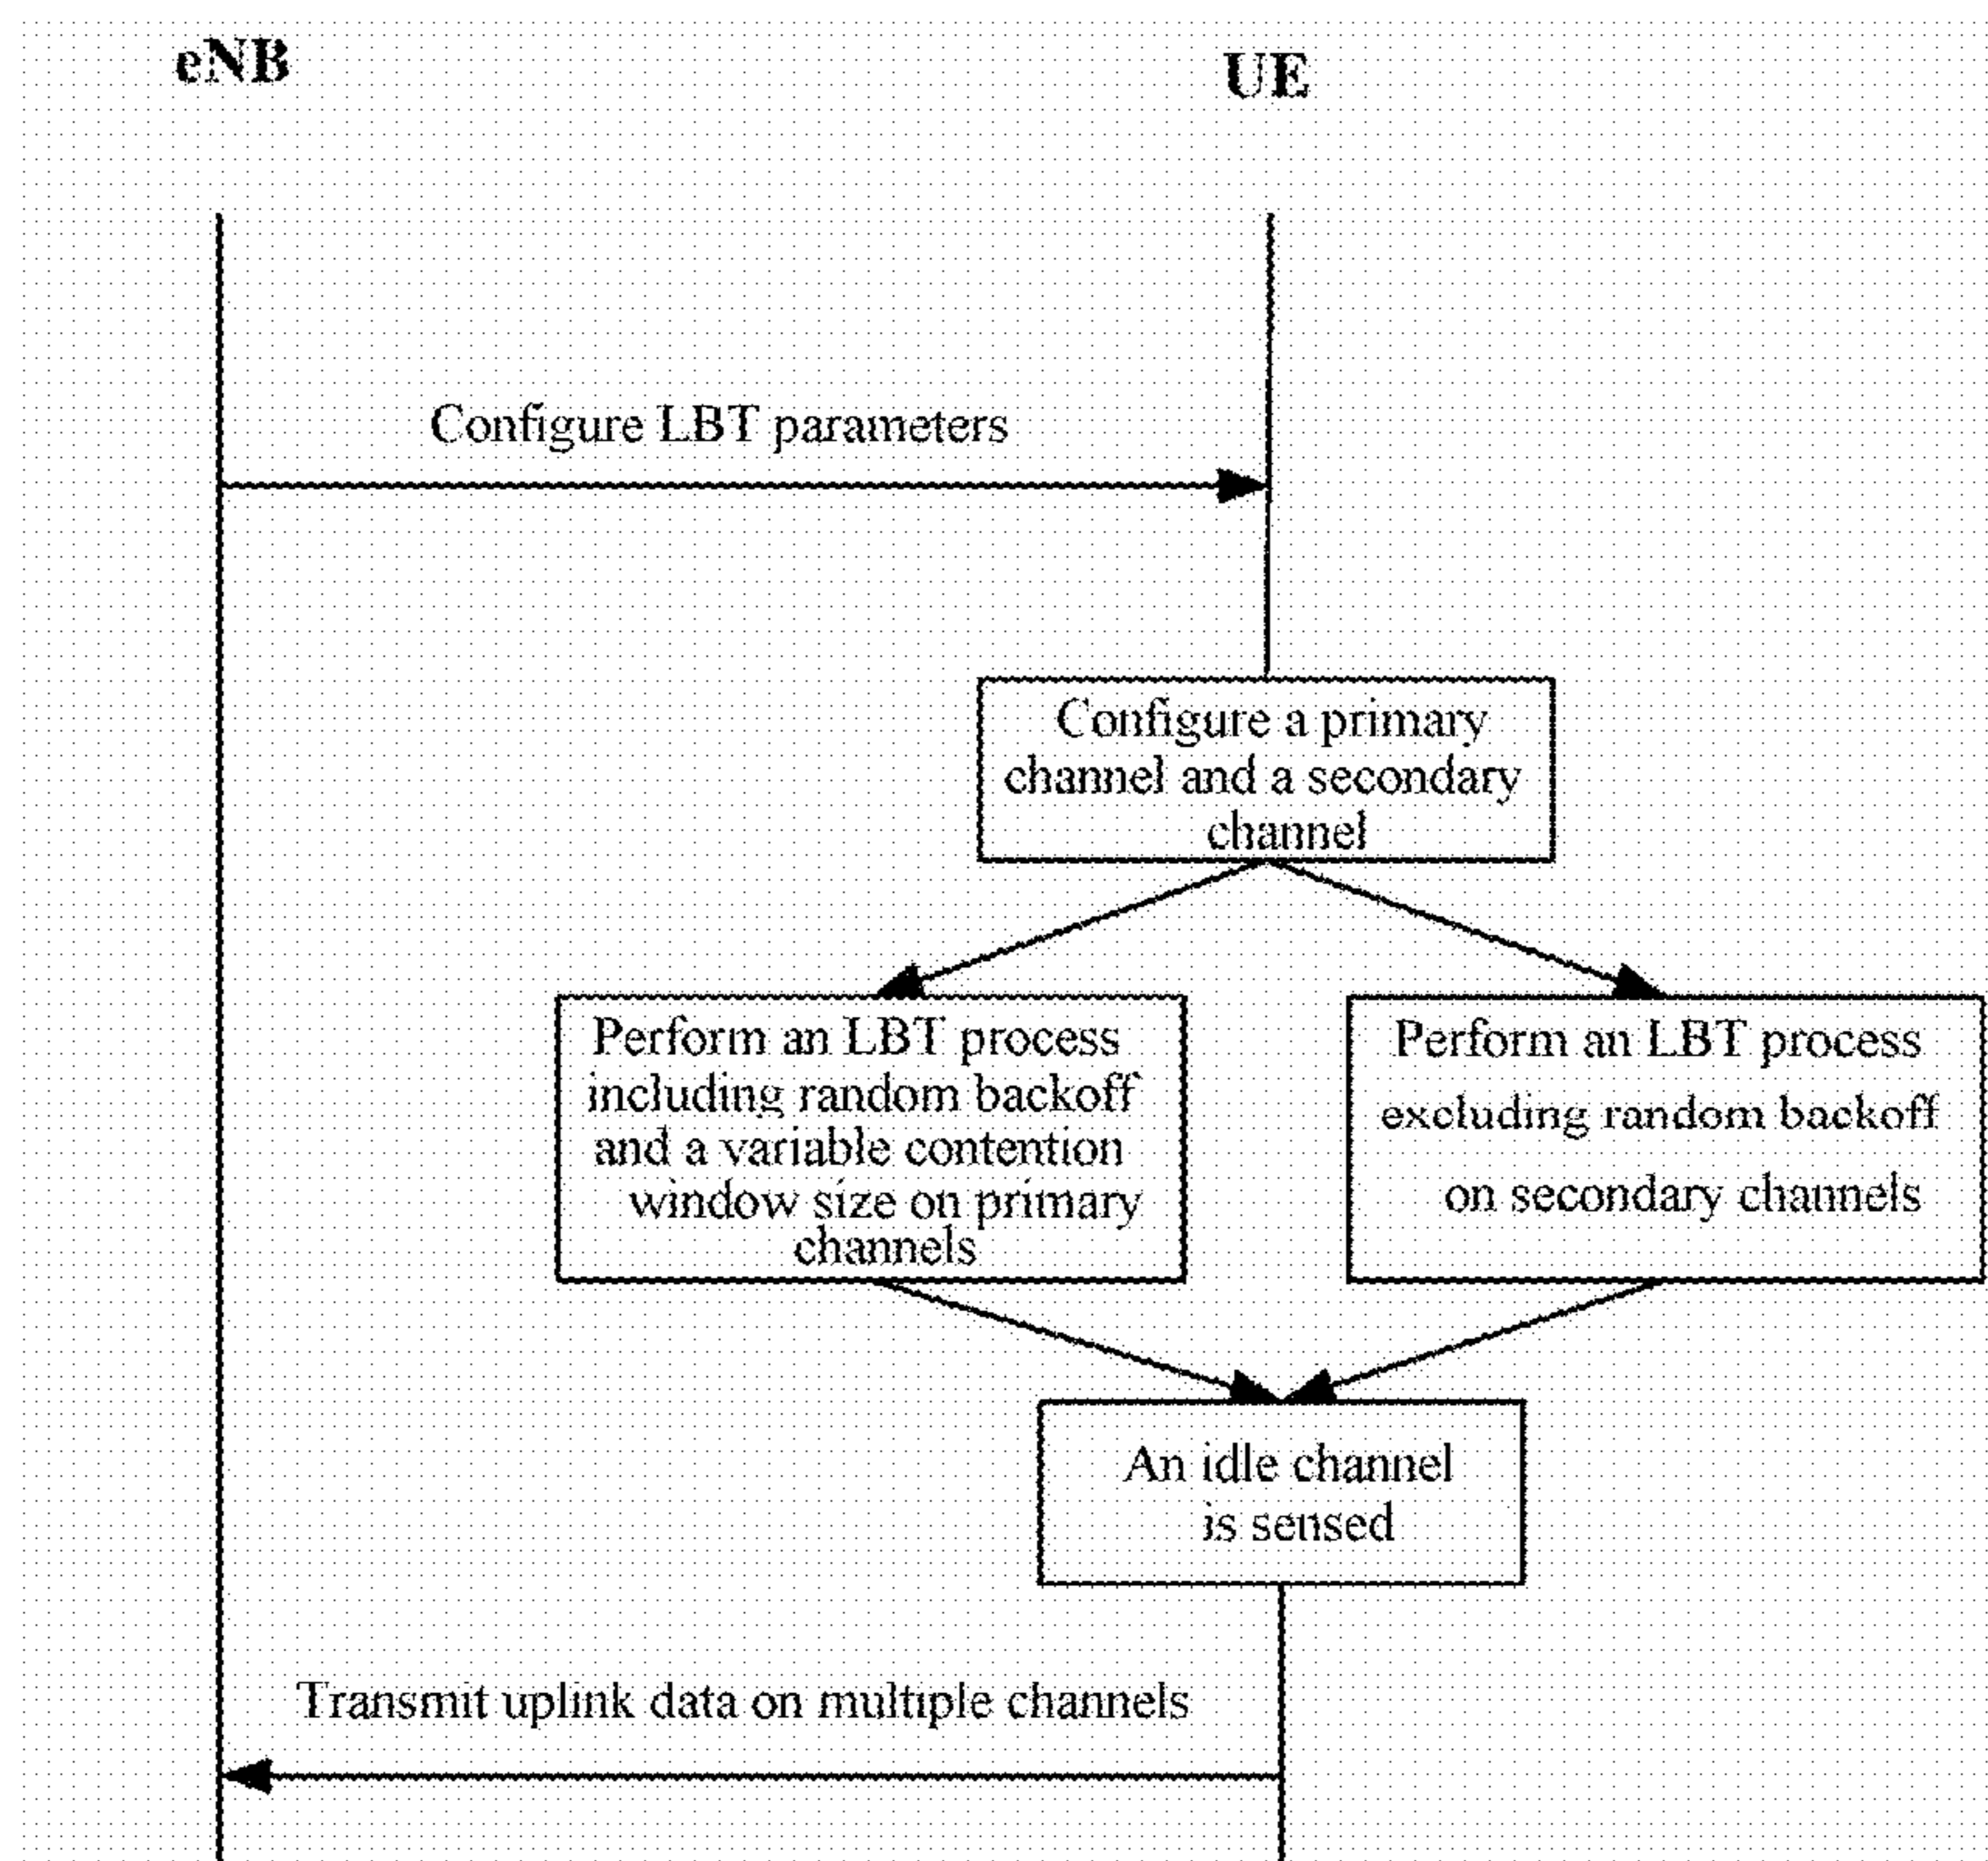 eNB
UE
Configure LBT parameters
Configure a primary
channel and a secondary
channel
Perform an LBT process
including random backoff
and a variable contention
window size on primary
channels
Perform an LBT process
excluding random backoff
on secondary channels
An idle channel
is sensed
Transmit uplink data on multiple channels